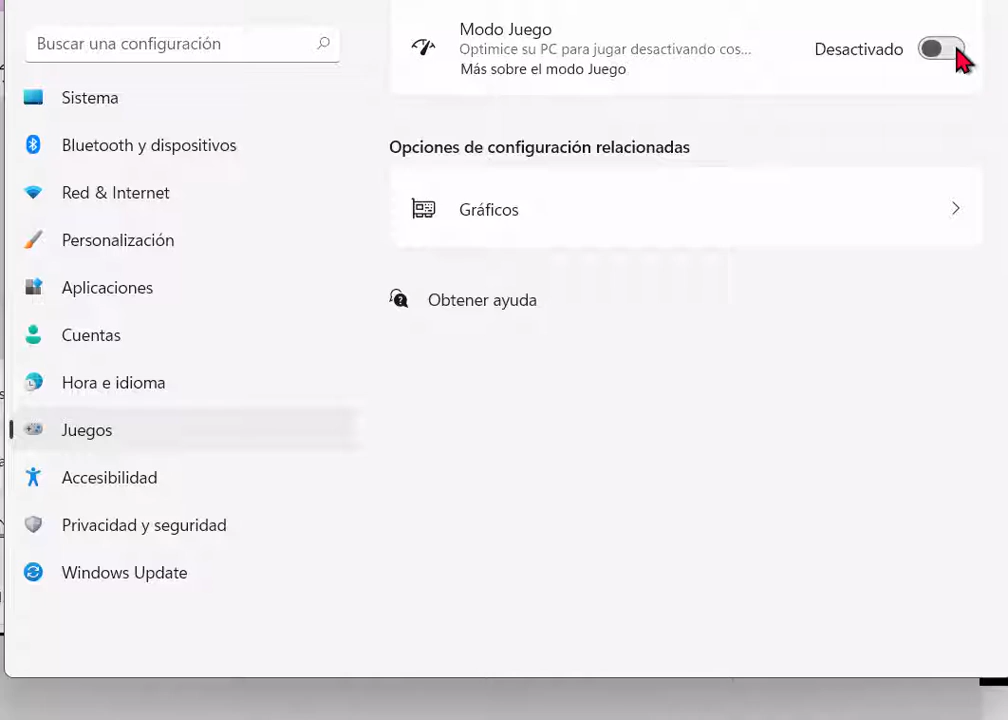 Buscar una configuración
Sistema
Bluetooth y dispositivos
Red & Internet
Personalización
Aplicaciones
Cuentas
Hora e idioma
Juegos
Accesibilidad
Privacidad y seguridad
Windows Update
Modo Juego
Optimice su PC para jugar desactivando cos...
Más sobre el modo Juego
Desactivado
Opciones de configuración relacionadas
Gráficos
Obtener ayuda